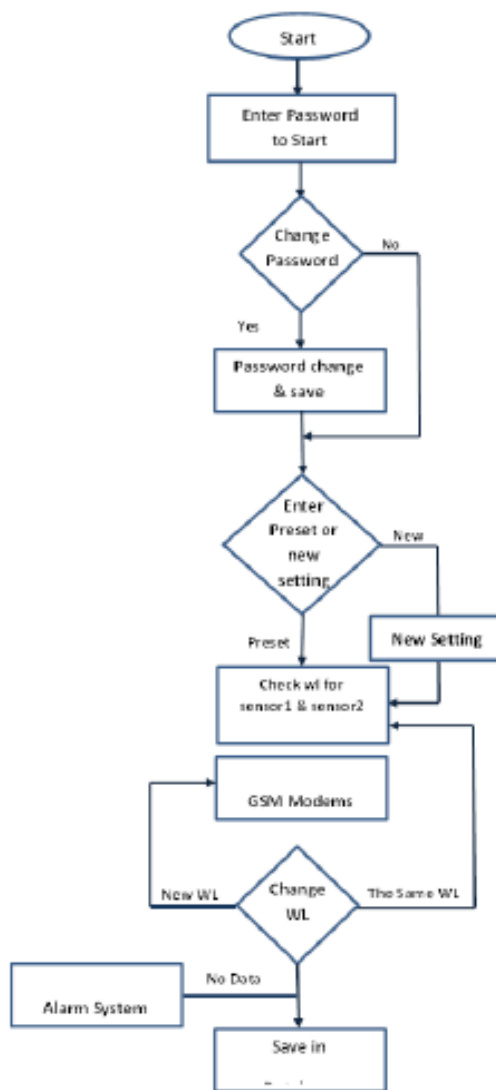 Start
Enter Password
to Start
Change
Password
No
Yes
Password change
& save
Enter
Preset or
new
setting
New
New Setting
Preset
Check wl for
sensor1 & sensor2
GSM Modems
New WL
Change
WL
The Same WL
No Data
Alarm System
Save in